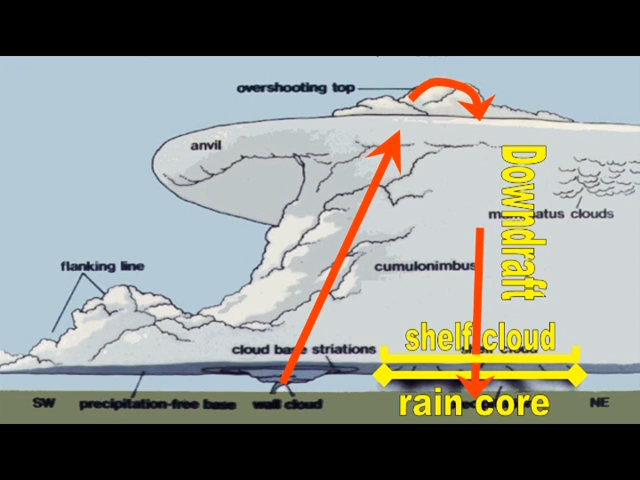 overshooting top
anvil
Downdraft
clouds
flanking line
cumulonimbus
shelf cloud
cloud base striations
SW
precipitation-free base
wall cloud
rain core
NE